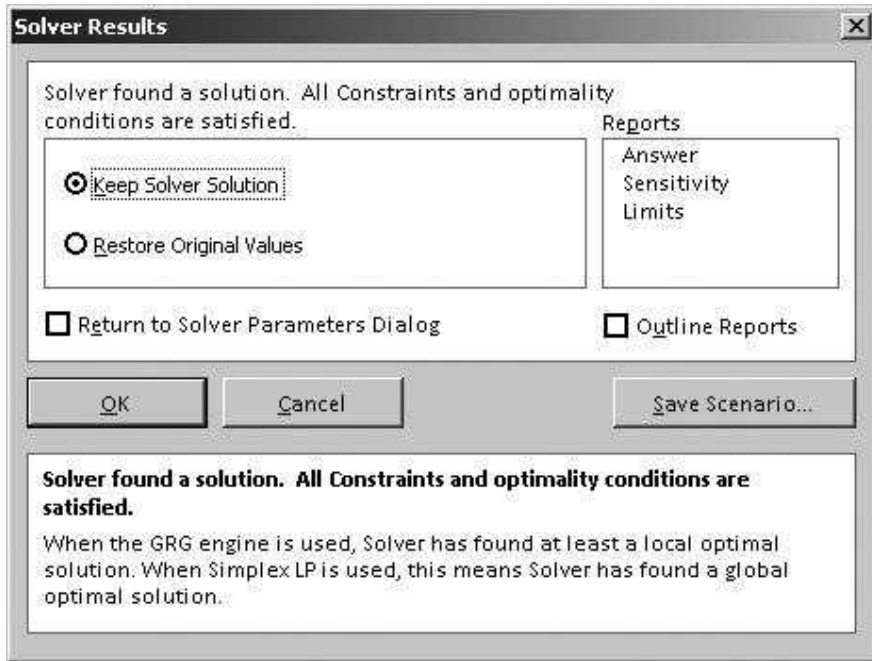 Solver Results
Solver found a solution. All Constraints and optimality
conditions are satisfied.
Reports
Keep Solver Solution
Restore Original Values
Answer
Sensitivity
Limits
Return to Solver Parameters Dialog
Outline Reports
OK
Cancel
Save Scenario...
Solver found a solution. All Constraints and optimality conditions are
satisfied.
When the GRG engine is used, Solver has found at least a local optimal
solution. When Simplex LP is used, this means Solver has found a global
optimal solution.